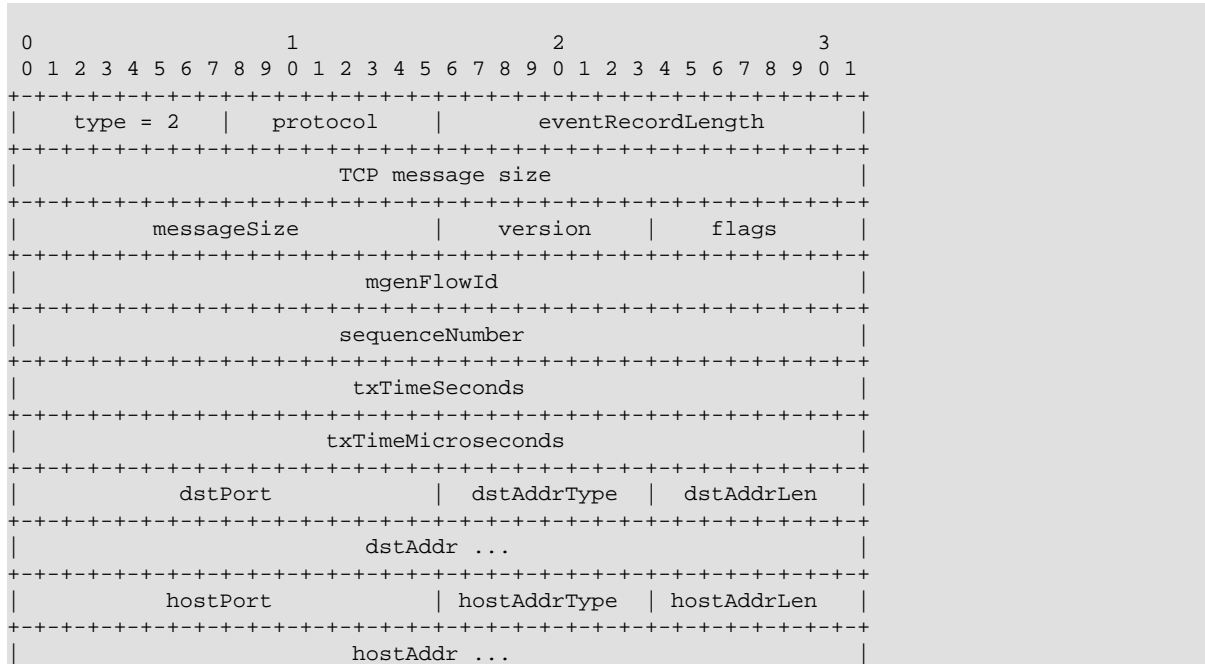 0                   1                   2                   3
0 1 2 3 4 5 6 7 8 9 0 1 2 3 4 5 6 7 8 9 0 1 2 3 4 5 6 7 8 9 0 1
+-+-+-+-+-+-+-+-+-+-+-+-+-+-+-+-+-+-+-+-+-+-+-+-+-+-+-+-+-+-+-+-+
|    type = 2   |   protocol    |       eventRecordLength       |
+-+-+-+-+-+-+-+-+-+-+-+-+-+-+-+-+-+-+-+-+-+-+-+-+-+-+-+-+-+-+-+-+
|                        TCP message size                       |
+-+-+-+-+-+-+-+-+-+-+-+-+-+-+-+-+-+-+-+-+-+-+-+-+-+-+-+-+-+-+-+-+
|          messageSize          |    version    |    flags      |
+-+-+-+-+-+-+-+-+-+-+-+-+-+-+-+-+-+-+-+-+-+-+-+-+-+-+-+-+-+-+-+-+
|                          mgenFlowId                           |
+-+-+-+-+-+-+-+-+-+-+-+-+-+-+-+-+-+-+-+-+-+-+-+-+-+-+-+-+-+-+-+-+
|                        sequenceNumber                         |
+-+-+-+-+-+-+-+-+-+-+-+-+-+-+-+-+-+-+-+-+-+-+-+-+-+-+-+-+-+-+-+-+
|                         txTimeSeconds                         |
+-+-+-+-+-+-+-+-+-+-+-+-+-+-+-+-+-+-+-+-+-+-+-+-+-+-+-+-+-+-+-+-+
|                       txTimeMicroseconds                      |
+-+-+-+-+-+-+-+-+-+-+-+-+-+-+-+-+-+-+-+-+-+-+-+-+-+-+-+-+-+-+-+-+
|            dstPort            |  dstAddrType  |  dstAddrLen   |
+-+-+-+-+-+-+-+-+-+-+-+-+-+-+-+-+-+-+-+-+-+-+-+-+-+-+-+-+-+-+-+-+
|                          dstAddr ...                          |
+-+-+-+-+-+-+-+-+-+-+-+-+-+-+-+-+-+-+-+-+-+-+-+-+-+-+-+-+-+-+-+-+
|           hostPort            | hostAddrType  | hostAddrLen   |
+-+-+-+-+-+-+-+-+-+-+-+-+-+-+-+-+-+-+-+-+-+-+-+-+-+-+-+-+-+-+-+-+
|                         hostAddr ...                          |